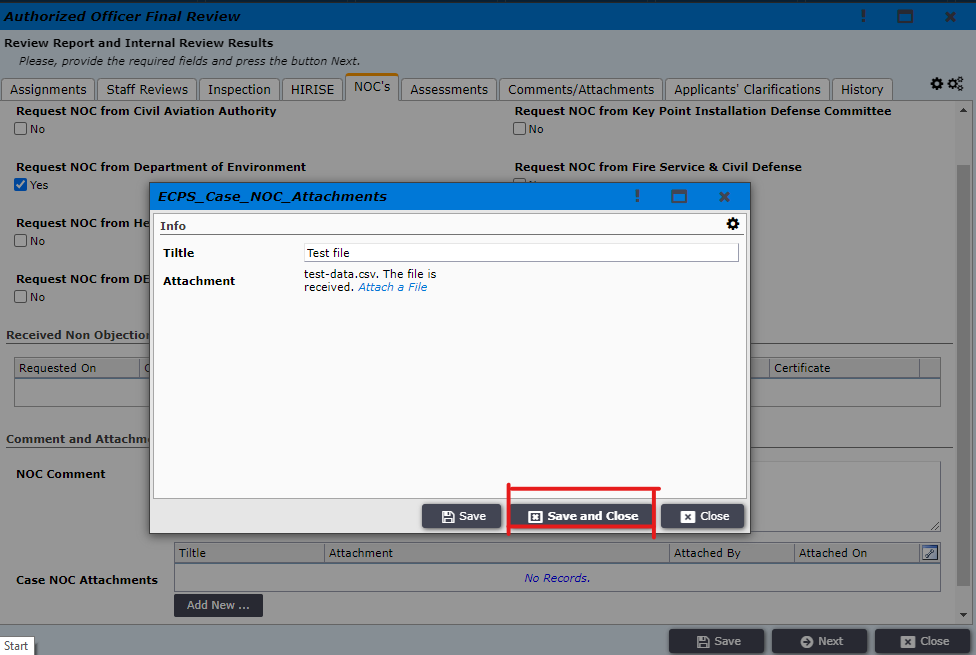 Authorized Officer Final Review
Review Report and Internal Review Results
Please, provide the required fields and press the button Next.
Assignments Staff Reviews Inspection HIRISE NOC's Assessments Comments/Attachments Applicants' Clarifications History
Request NOC from Civil Aviation Authority Request NOC from Key Point Installation Defense Committee
No No
Request NOC from Department of Environment Request NOC from Fire Service & Civil Defense
Yes
ECPS_Case_NOC_Attachments
Request NOC from He
No
Request NOC from DE
No
Info
Tiltle Test file
Attachment test-data.csv. The file is
received. Attach a File
Received Non Objection
Requested On Certificate
Comment and Attachm
NOC Comment
Save Save and Close Close
Tiltle Attachment Attached By Attached On
Case NOC Attachments No Records.
Add New ...
Save Next Close
Start